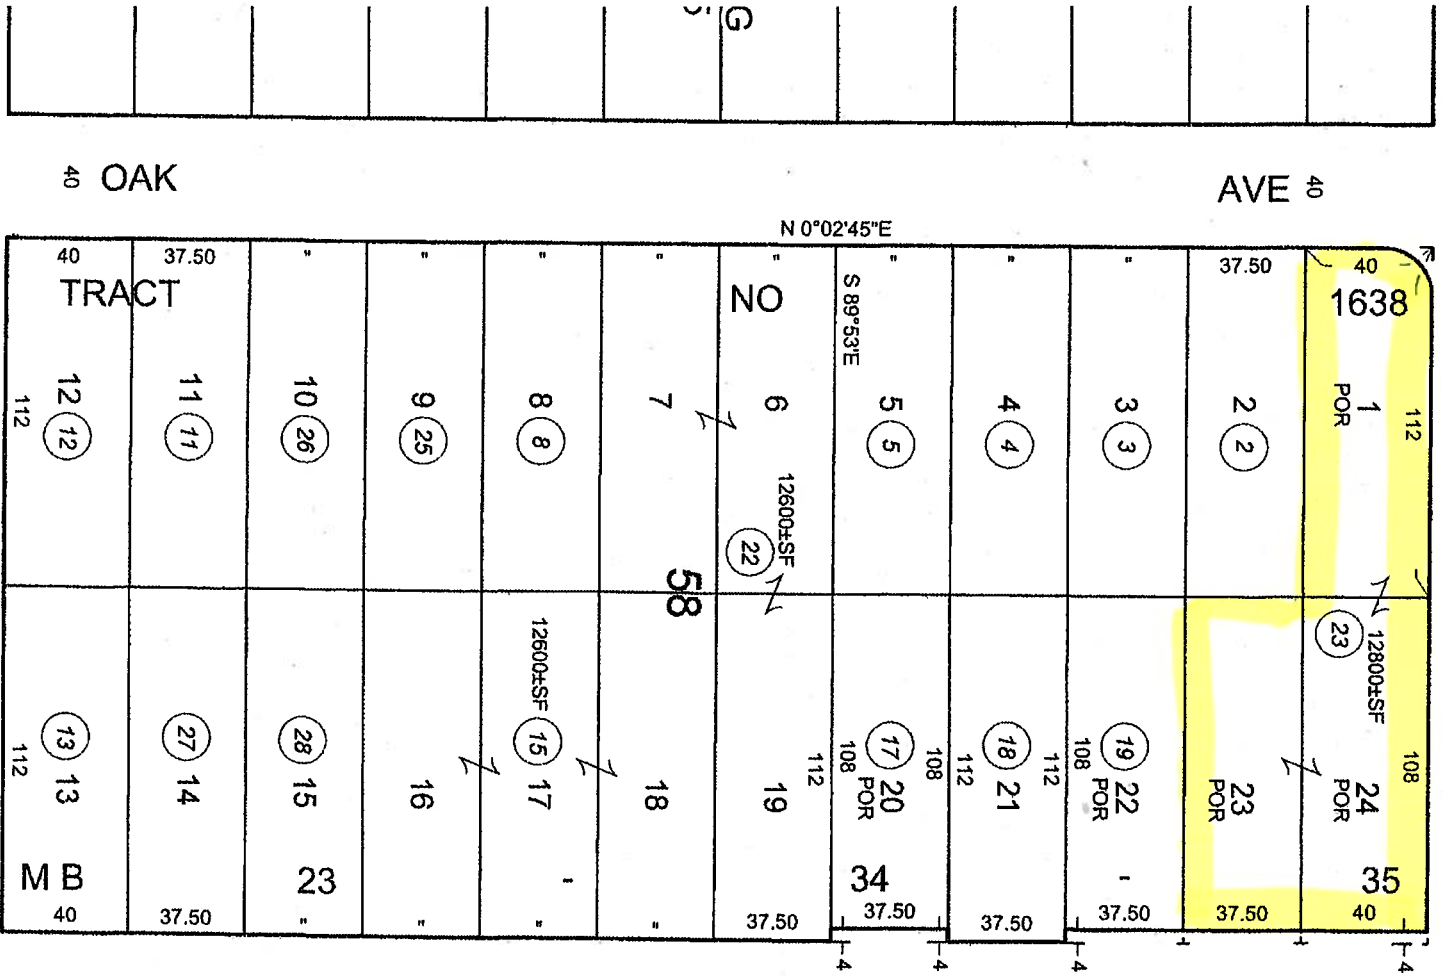 G
40 OAK AVE 40
N 0°02'45"E
40 37.50 " " " " " " " " 37.50 40
TRACT NO 1638
S 89°53'E
12 (12) 112
11 (11)
10 (26)
9 (25)
8 (8)
7
6
5 (5)
4 (4)
3 (3)
2 (2)
1 POR 112
12600±SF
(22)
58
(23) 12800±SF
12600±SF
112 (13) 13
(27) 14
(28) 15
16
(15) 17
18
19 112
108 (17) 20 POR 108
112 (18) 21 112
108 (19) 22 POR
23 POR
24 POR 108
M B 23 - 34 - 35
40 37.50 " " " " 37.50 37.50 37.50 37.50 37.50 40
4 4 4 4